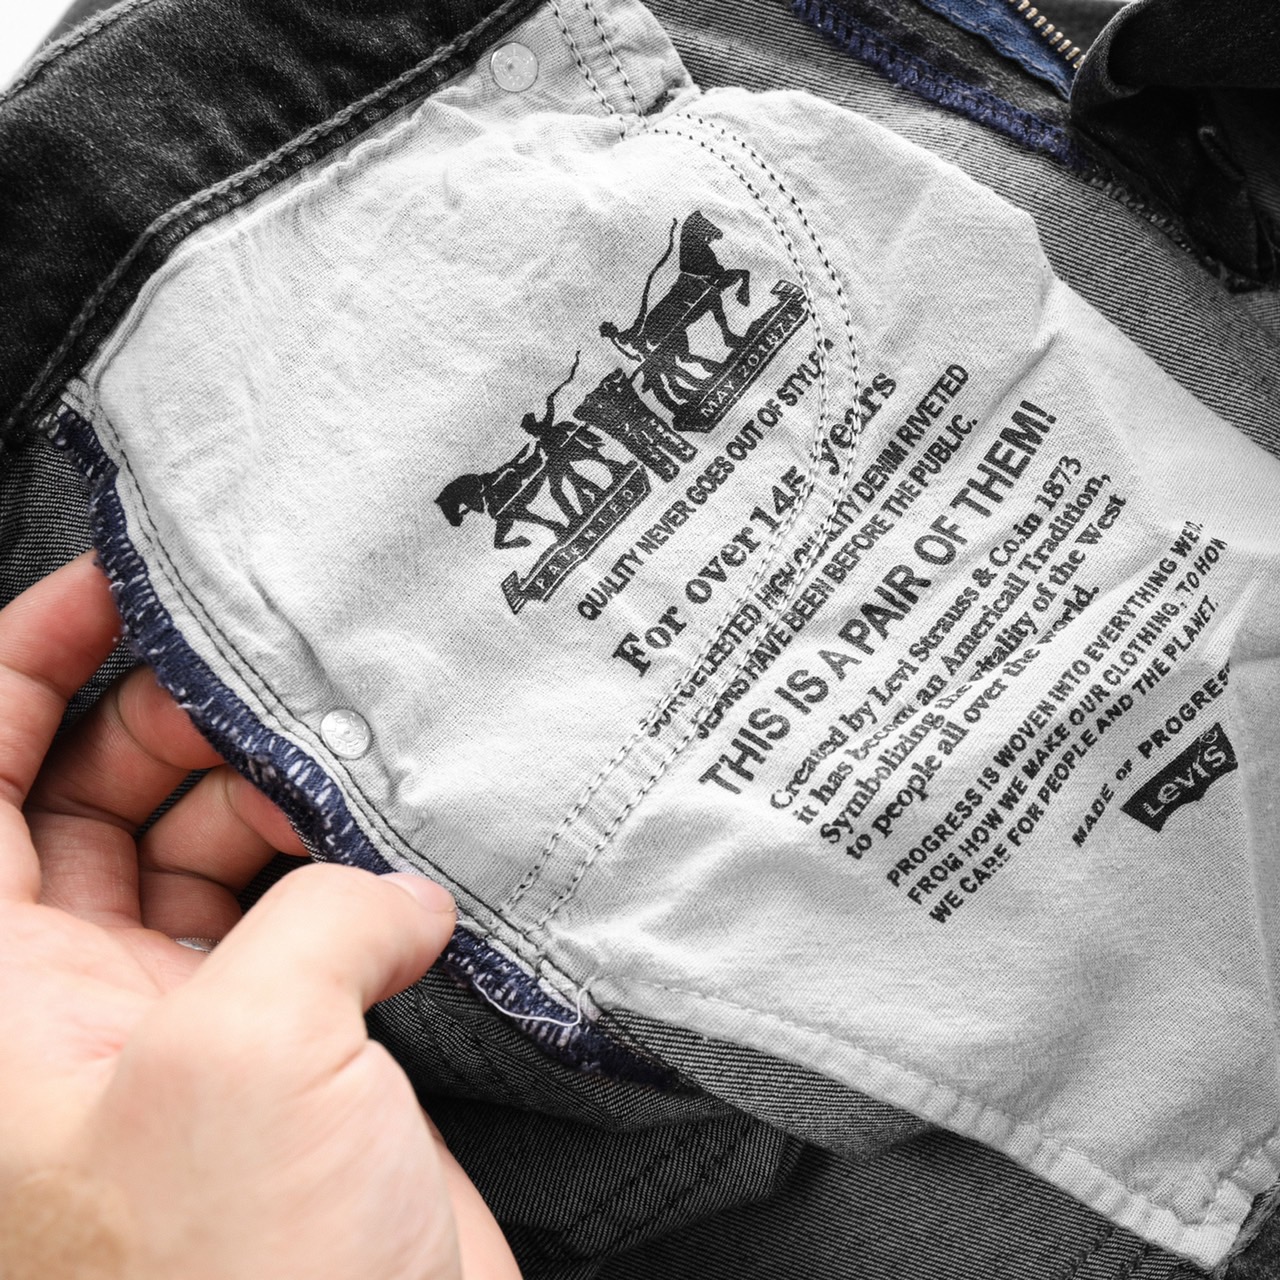 PATENTED
MAY 20 1873
QUALITY NEVER GOES OUT OF STYLE
For over 145 years
OUR CELEBTED HIGH QUALITY DENIM RIVETED
JEANS HAVE BEEN BEFORE THE PUBLIC.
THIS IS A PAIR OF THEM!
Created by Levi Strauss & Co.in 1873
it has become an Americal Tradition,
Symbolizing the vitality of the West
to people all over the world.
PROGRESS IS WOVEN INTO EVERYTHING WE
FROM HOW WE MAKE OUR CLOTHING, TO HOW
WE CARE FOR PEOPLE AND THE PLANET.
MADE OF PROGRESS
Levi's